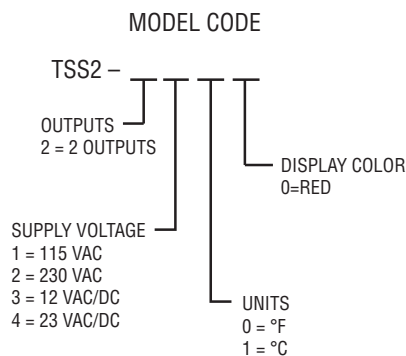 MODEL CODE
TSS2 –
OUTPUTS
2 = 2 OUTPUTS
DISPLAY COLOR
0=RED
SUPPLY VOLTAGE
1 = 115 VAC
2 = 230 VAC
3 = 12 VAC/DC
4 = 23 VAC/DC
UNITS
0 = °F
1 = °C